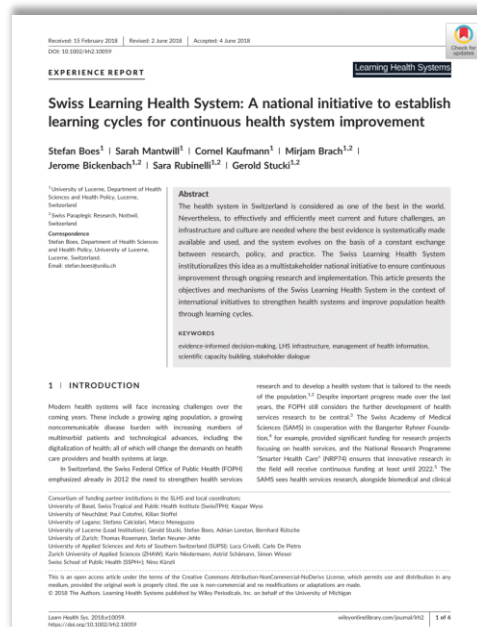 Received: 15 February 2018 | Revised: 2 June 2018 | Accepted: 4 June 2018
DOI: 10.1002/lrh2.10059
Check for updates
EXPERIENCE REPORT
Learning Health Systems
Swiss Learning Health System: A national initiative to establish
learning cycles for continuous health system improvement
Stefan Boes1 | Sarah Mantwill1 | Cornel Kaufmann1 | Mirjam Brach1,2 |
Jerome Bickenbach1,2 | Sara Rubinelli1,2 | Gerold Stucki1,2
1University of Lucerne, Department of Health
Sciences and Health Policy, Lucerne,
Switzerland
2Swiss Paraplegic Research, Nottwil,
Switzerland
Correspondence
Stefan Boes, Department of Health Sciences
and Health Policy, University of Lucerne,
Lucerne, Switzerland.
Email: stefan.boes@unilu.ch
Abstract
The health system in Switzerland is considered as one of the best in the world.
Nevertheless, to effectively and efficiently meet current and future challenges, an
infrastructure and culture are needed where the best evidence is systematically made
available and used, and the system evolves on the basis of a constant exchange
between research, policy, and practice. The Swiss Learning Health System
institutionalizes this idea as a multistakeholder national initiative to ensure continuous
improvement through ongoing research and implementation. This article presents the
objectives and mechanisms of the Swiss Learning Health System in the context of
international initiatives to strengthen health systems and improve population health
through learning cycles.
KEYWORDS
evidence-informed decision-making, LHS infrastructure, management of health information,
scientific capacity building, stakeholder dialogue
1 | INTRODUCTION
Modern health systems will face increasing challenges over the
coming years. These include a growing aging population, a growing
noncommunicable disease burden with increasing numbers of
multimorbid patients and technological advances, including the
digitalization of health; all of which will change the demands on health
care providers and health systems at large.
In Switzerland, the Swiss Federal Office of Public Health (FOPH)
emphasized already in 2012 the need to strengthen health services
research and to develop a health system that is tailored to the needs
of the population.1,2 Despite important progress made over the last
years, the FOPH still considers the further development of health
services research to be central.3 The Swiss Academy of Medical
Sciences (SAMS) in cooperation with the Bangerter Rhyner Founda-
tion,4 for example, provided significant funding for research projects
focusing on health services, and the National Research Programme
"Smarter Health Care" (NRP74) ensures that innovative research in
the field will receive continuous funding at least until 2022.5 The
SAMS sees health services research, alongside biomedical and clinical
Consortium of funding partner institutions in the SLHS and local coordinators:
University of Basel, Swiss Tropical and Public Health Institute (SwissTPH), Kaspar Wyss
University of Neuchâtel; Paul Cotofrei, Kilian Stoffel
University of Lugano; Stefano Calciolari, Marco Meneguzzo
University of Lucerne (Lead Institution); Gerold Stucki, Stefan Boes, Adrian Loretan, Bernhard Rütsche
University of Zurich; Thomas Rosemann, Stefan Neuner-Jehle
University of Applied Sciences and Arts of Southern Switzerland (SUPSI); Luca Crivelli, Carlo De Pietro
Zurich University of Applied Sciences (ZHAW); Karin Niedermann, Astrid Schämann, Simon Wieser
Swiss School of Public Health (SSPH+); Nino Künzli
This is an open access article under the terms of the Creative Commons Attribution-NonCommercial-NoDerivs License, which permits use and distribution in any
medium, provided the original work is properly cited, the use is non-commercial and no modifications or adaptations are made.
© 2018 The Authors. Learning Health Systems published by Wiley Periodicals, Inc. on behalf of the University of Michigan
Learn Health Sys. 2018;e10059.
https://doi.org/10.1002/lrh2.10059
wileyonlinelibrary.com/journal/lrh2 | 1 of 6